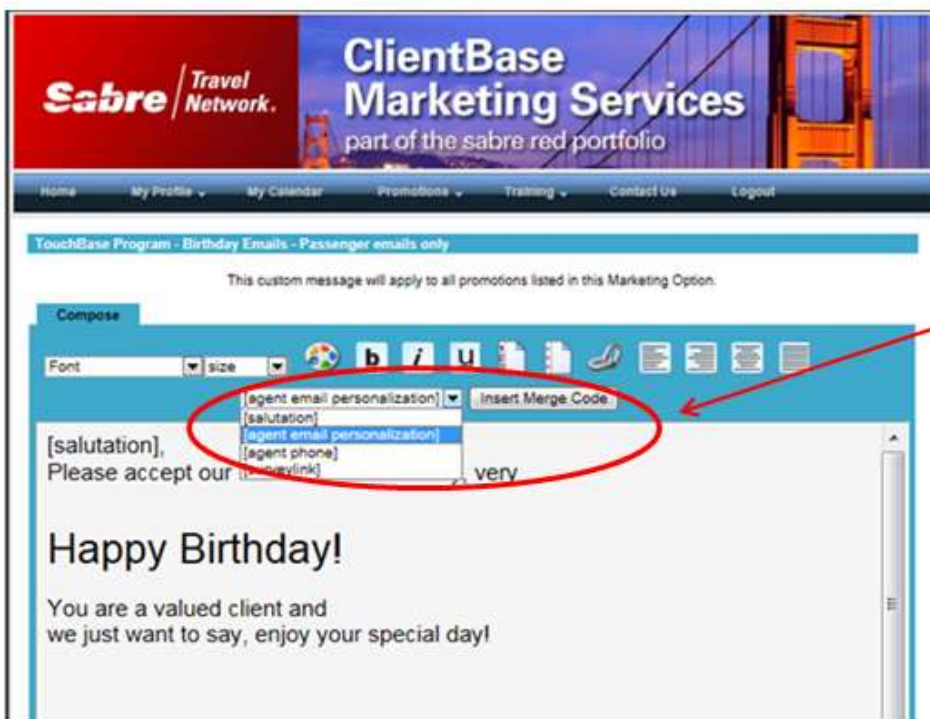 Sabre Travel Network.
ClientBase
Marketing Services
part of the sabre red portfolio
Home My Profile My Calendar Promotions Training Contact Us Logout
TouchBase Program - Birthday Emails - Passenger emails only
This custom message will apply to all promotions listed in this Marketing Option.
Compose
Font size b i u
[agent email personalization] Insert Merge Code
[salutation]
[agent email personalization]
[agent phone]
[surveylink]
[salutation],
Please accept our very
Happy Birthday!
You are a valued client and
we just want to say, enjoy your special day!